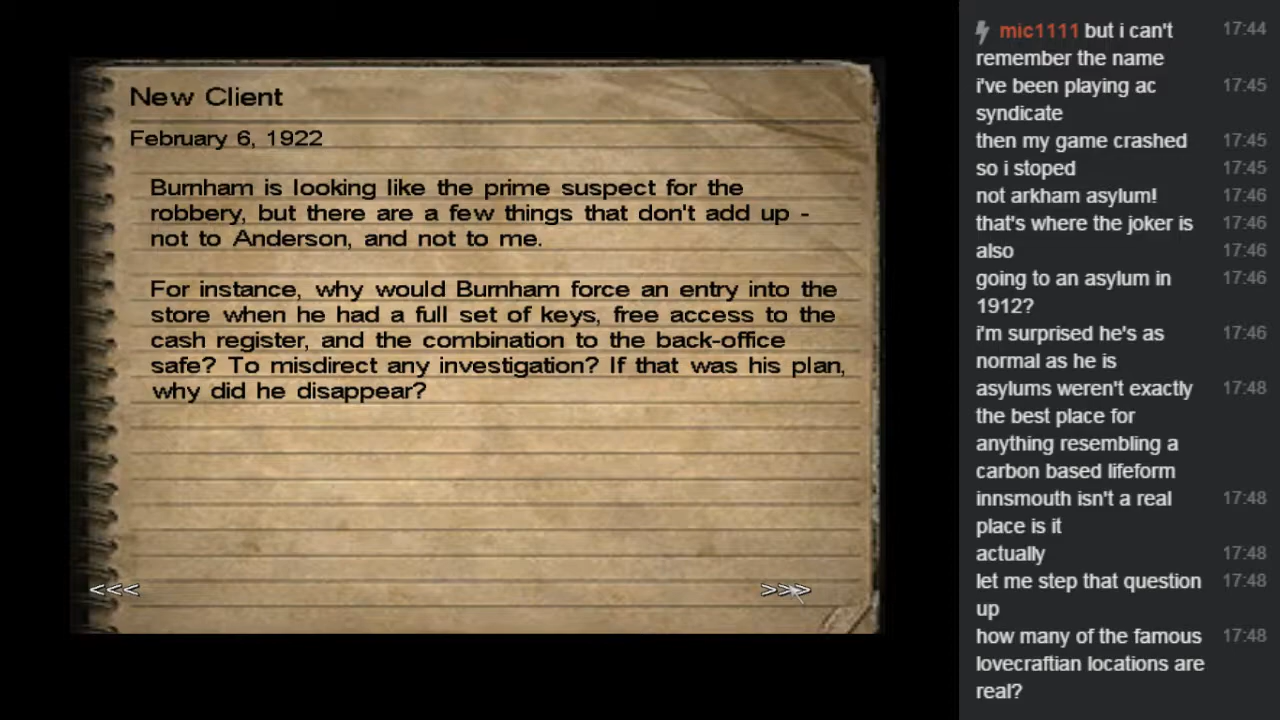 New Client
February 6, 1922
Burnham is looking like the prime suspect for the
robbery, but there are a few things that don't add up -
not to Anderson, and not to me.
For instance, why would Burnham force an entry into the
store when he had a full set of keys, free access to the
cash register, and the combination to the back-office
safe? To misdirect any investigation? If that was his plan,
why did he disappear?
<<< >>>
mic1111 but i can't 17:44
remember the name
i've been playing ac 17:45
syndicate
then my game crashed 17:45
so i stoped 17:45
not arkham asylum! 17:46
that's where the joker is 17:46
also 17:46
going to an asylum in 17:46
1912?
i'm surprised he's as 17:46
normal as he is
asylums weren't exactly 17:48
the best place for
anything resembling a
carbon based lifeform
innsmouth isn't a real 17:48
place is it
actually 17:48
let me step that question 17:48
up
how many of the famous 17:48
lovecraftian locations are
real?